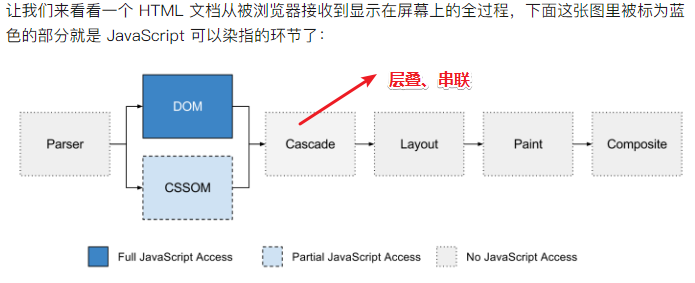 让我们来看看一个 HTML 文档从被浏览器接收到显示在屏幕上的全过程，下面这张图里被标为蓝
色的部分就是 JavaScript 可以染指的环节了：
层叠、串联
DOM
Parser
Cascade
Layout
Paint
Composite
CSSOM
Full JavaScript Access
Partial JavaScript Access
No JavaScript Access